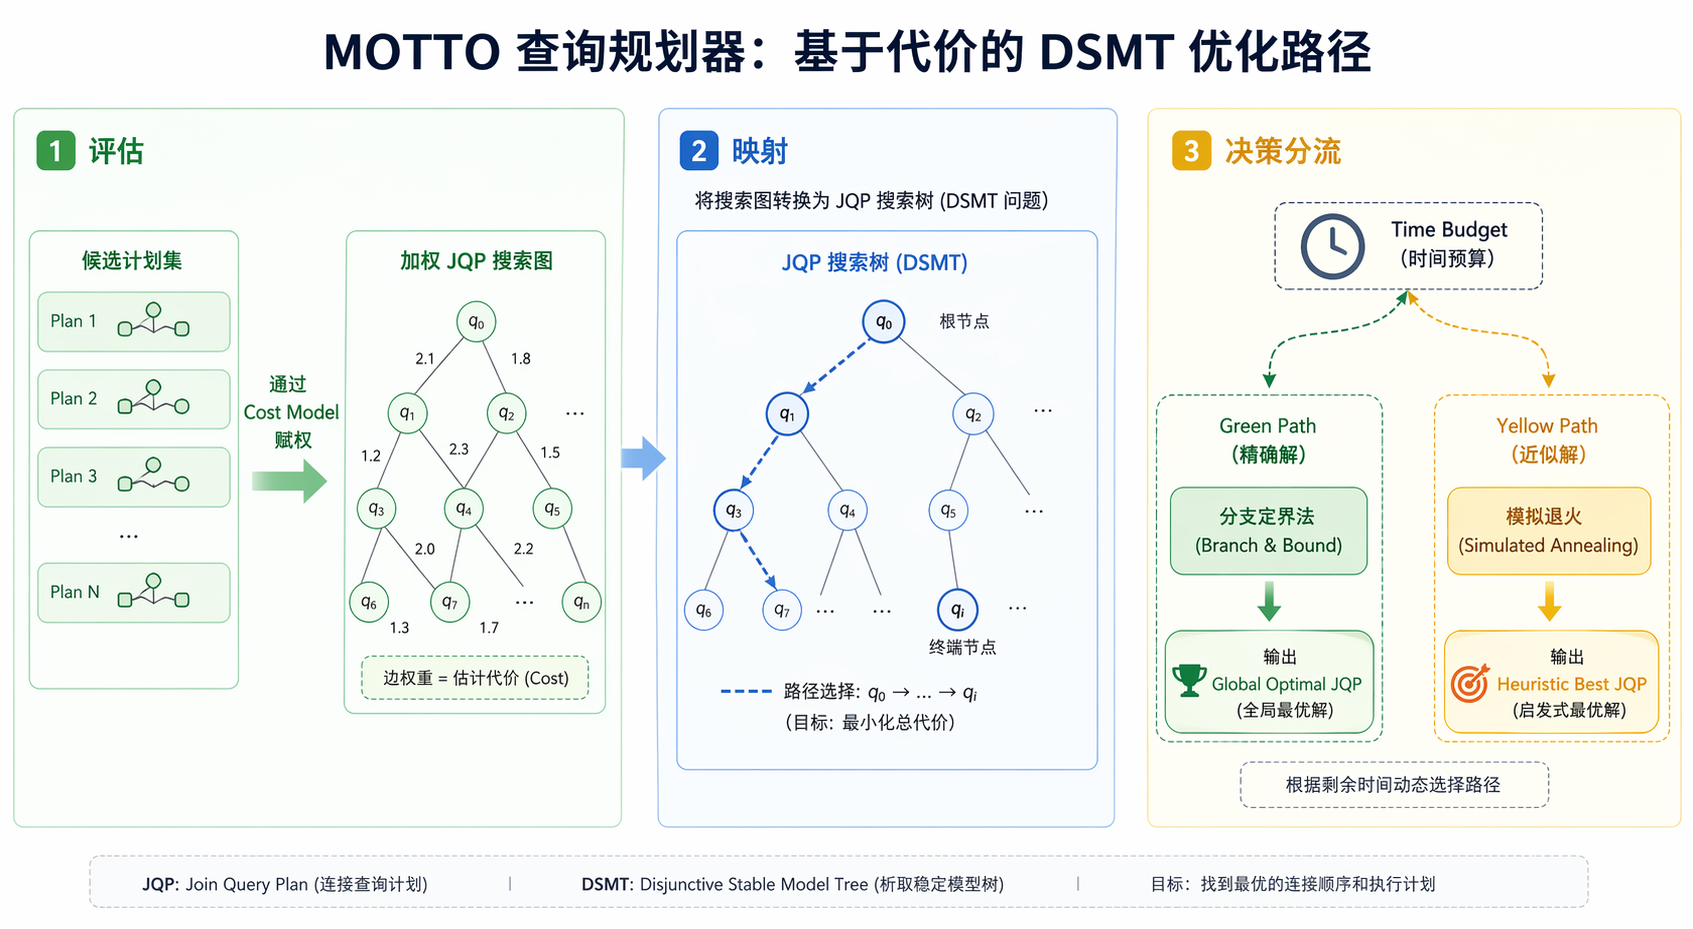 MOTTO 查询规划器：基于代价的 DSMT 优化路径
1 评估
候选计划集
Plan 1
Plan 2
Plan 3
...
Plan N
通过
Cost Model
赋权
加权 JQP 搜索图
q0
2.1
1.8
q1
q2
...
1.2
2.3
1.5
q3
q4
q5
2.0
2.2
q6
q7
...
qn
1.3
1.7
边权重 = 估计代价 (Cost)
2 映射
将搜索图转换为 JQP 搜索树 (DSMT 问题)
JQP 搜索树 (DSMT)
q0
根节点
q1
q2
...
q3
q4
q5
...
q6
q7
...
...
qi
...
终端节点
路径选择: q0 → ... → qi
(目标: 最小化总代价)
3 决策分流
Time Budget
(时间预算)
Green Path
(精确解)
分支定界法
(Branch & Bound)
输出
Global Optimal JQP
(全局最优解)
Yellow Path
(近似解)
模拟退火
(Simulated Annealing)
输出
Heuristic Best JQP
(启发式最优解)
根据剩余时间动态选择路径
JQP: Join Query Plan (连接查询计划) | DSMT: Disjunctive Stable Model Tree (析取稳定模型树) | 目标：找到最优的连接顺序和执行计划